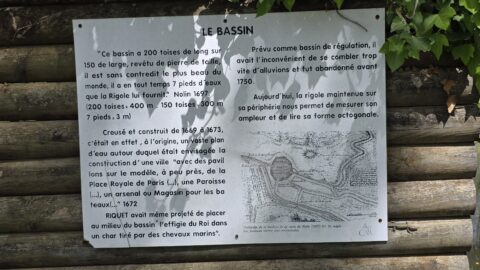 LE BASSIN
"Ce bassin a 200 toises de long sur
150 de large, revêtu de pierre de taille,
il est sans contredit le plus beau du
monde, il a en tout temps 7 pieds d'eaux
que la Rigole lui fournit." Nolin 1697
(200 toises : 400 m - 150 toises : 300 m
7 pieds : 3 m)
Creusé et construit de 1669 à 1673,
c'était en effet, à l'origine, un vaste plan
d'eau autour duquel était envisagée la
construction d'une ville "avec des pavil
lons sur le modèle, à peu près, de la
Place Royale de Paris (...), une Paroisse
(...), un arsenal ou Magasin pour les ba
teaux(...)" 1672
RIQUET avait même projeté de placer
au milieu du bassin "l'effigie du Roi dans
un char tiré par des chevaux marins".
Prévu comme bassin de régulation, il
avait l'inconvénient de se combler trop
vite d'alluvions et fut abandonné avant
1750.
Aujourd'hui, la rigole maintenue sur
sa périphérie nous permet de mesurer son
ampleur et de lire sa forme octogonale.